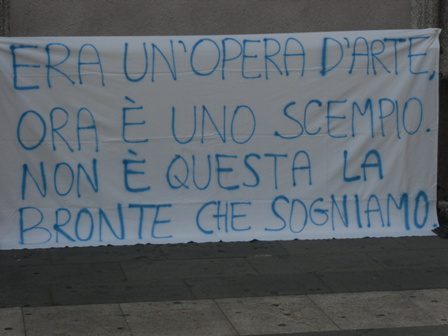 ERA UN'OPERA D'ARTE,
ORA È UNO SCEMPIO.
NON È QUESTA LA
BRONTE CHE SOGNIAMO